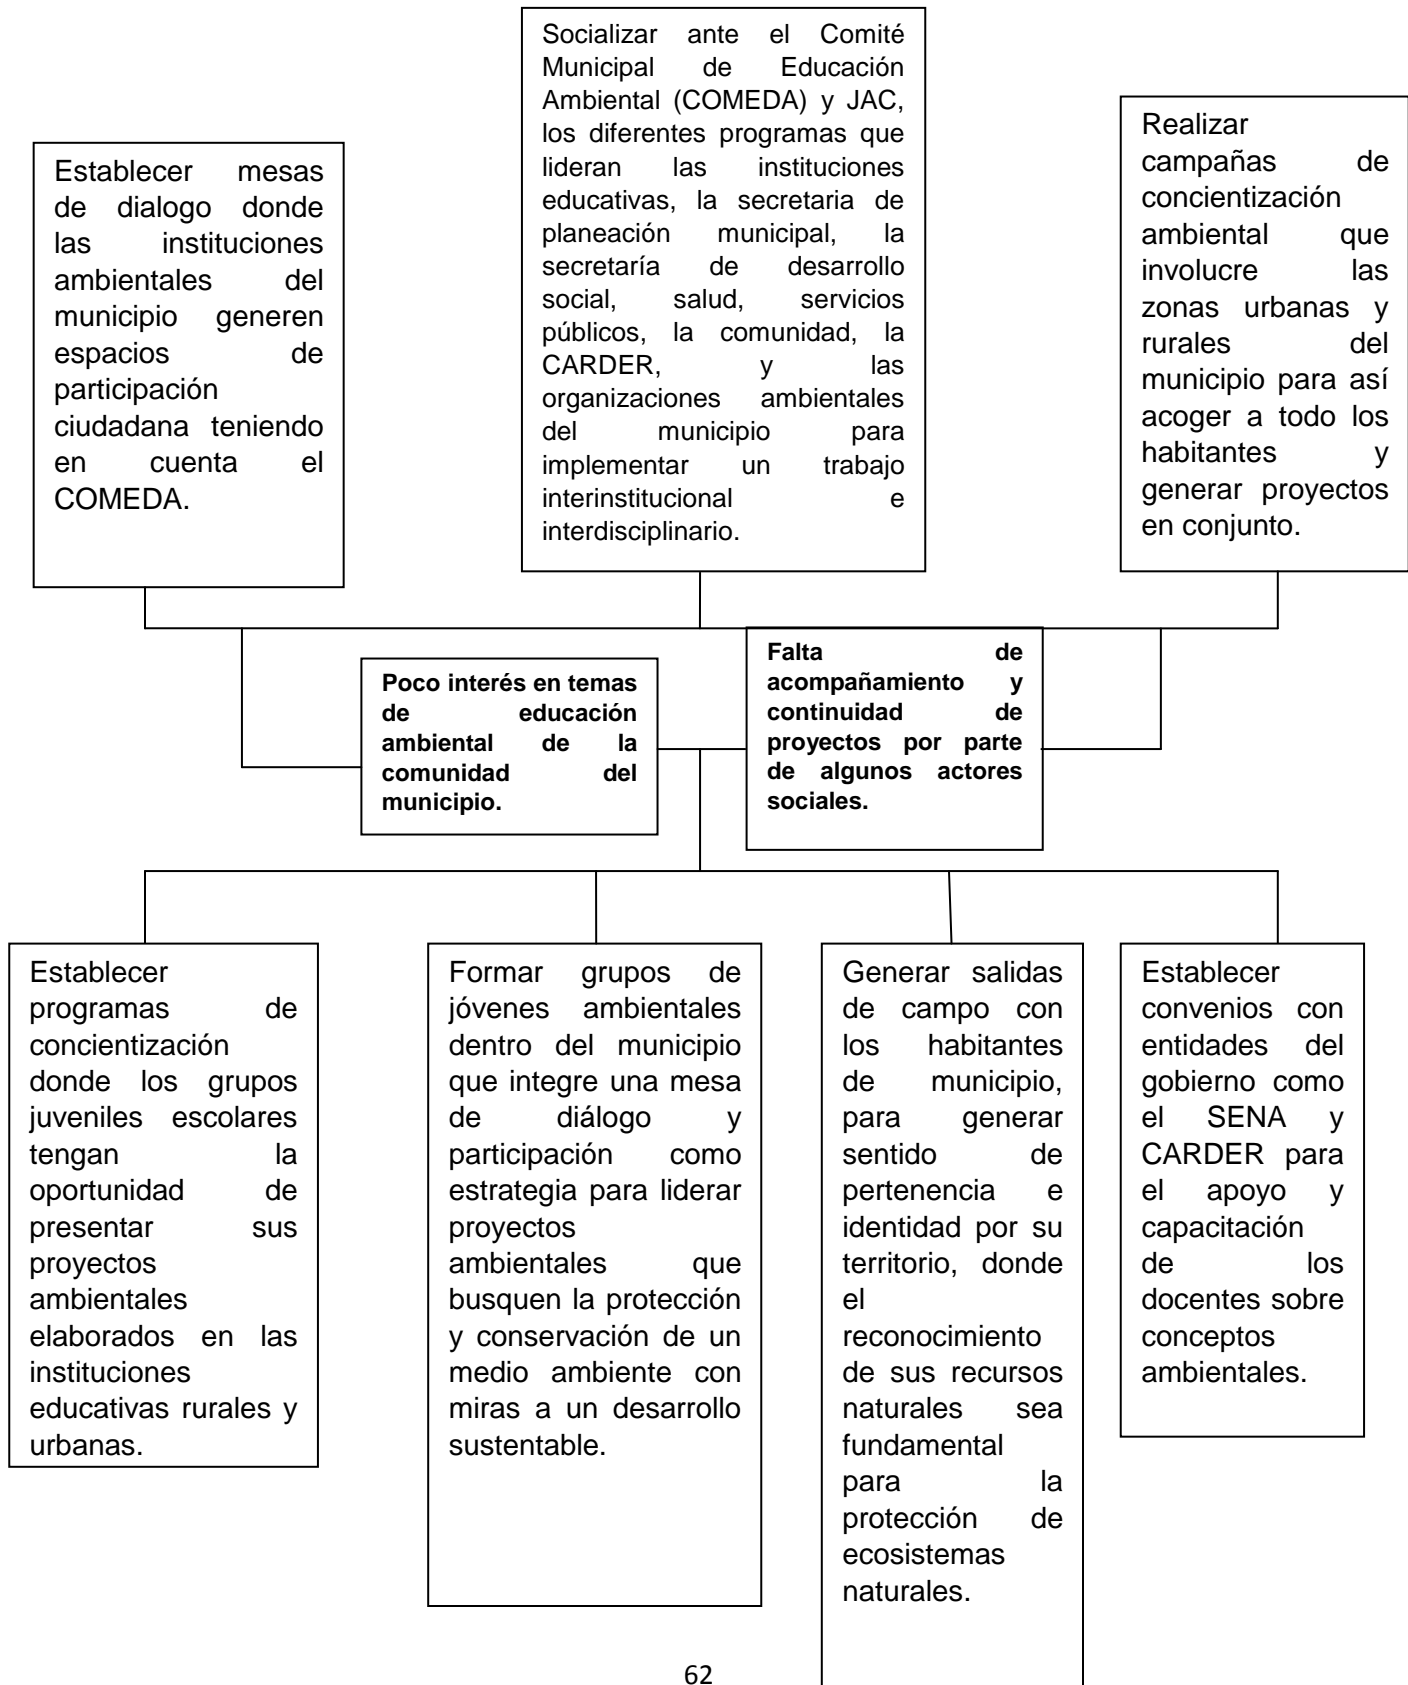 Establecer mesas
de dialogo donde
las instituciones
ambientales del
municipio generen
espacios de
participación
ciudadana teniendo
en cuenta el
COMEDA.
Socializar ante el Comité
Municipal de Educación
Ambiental (COMEDA) y JAC,
los diferentes programas que
lideran las instituciones
educativas, la secretaria de
planeación municipal, la
secretaría de desarrollo
social, salud, servicios
públicos, la comunidad, la
CARDER, y las
organizaciones ambientales
del municipio para
implementar un trabajo
interinstitucional e
interdisciplinario.
Realizar
campañas de
concientización
ambiental que
involucre las
zonas urbanas y
rurales del
municipio para así
acoger a todo los
habitantes y
generar proyectos
en conjunto.
Poco interés en temas
de educación
ambiental de la
comunidad del
municipio.
Falta de
acompañamiento y
continuidad de
proyectos por parte
de algunos actores
sociales.
Establecer
programas de
concientización
donde los grupos
juveniles escolares
tengan la
oportunidad de
presentar sus
proyectos
ambientales
elaborados en las
instituciones
educativas rurales y
urbanas.
Formar grupos de
jóvenes ambientales
dentro del municipio
que integre una mesa
de diálogo y
participación como
estrategia para liderar
proyectos
ambientales que
busquen la protección
y conservación de un
medio ambiente con
miras a un desarrollo
sustentable.
Generar salidas
de campo con
los habitantes
de municipio,
para generar
sentido de
pertenencia e
identidad por su
territorio, donde
el
reconocimiento
de sus recursos
naturales sea
fundamental
para la
protección de
ecosistemas
naturales.
Establecer
convenios con
entidades del
gobierno como
el SENA y
CARDER para
el apoyo y
capacitación
de los
docentes sobre
conceptos
ambientales.
62